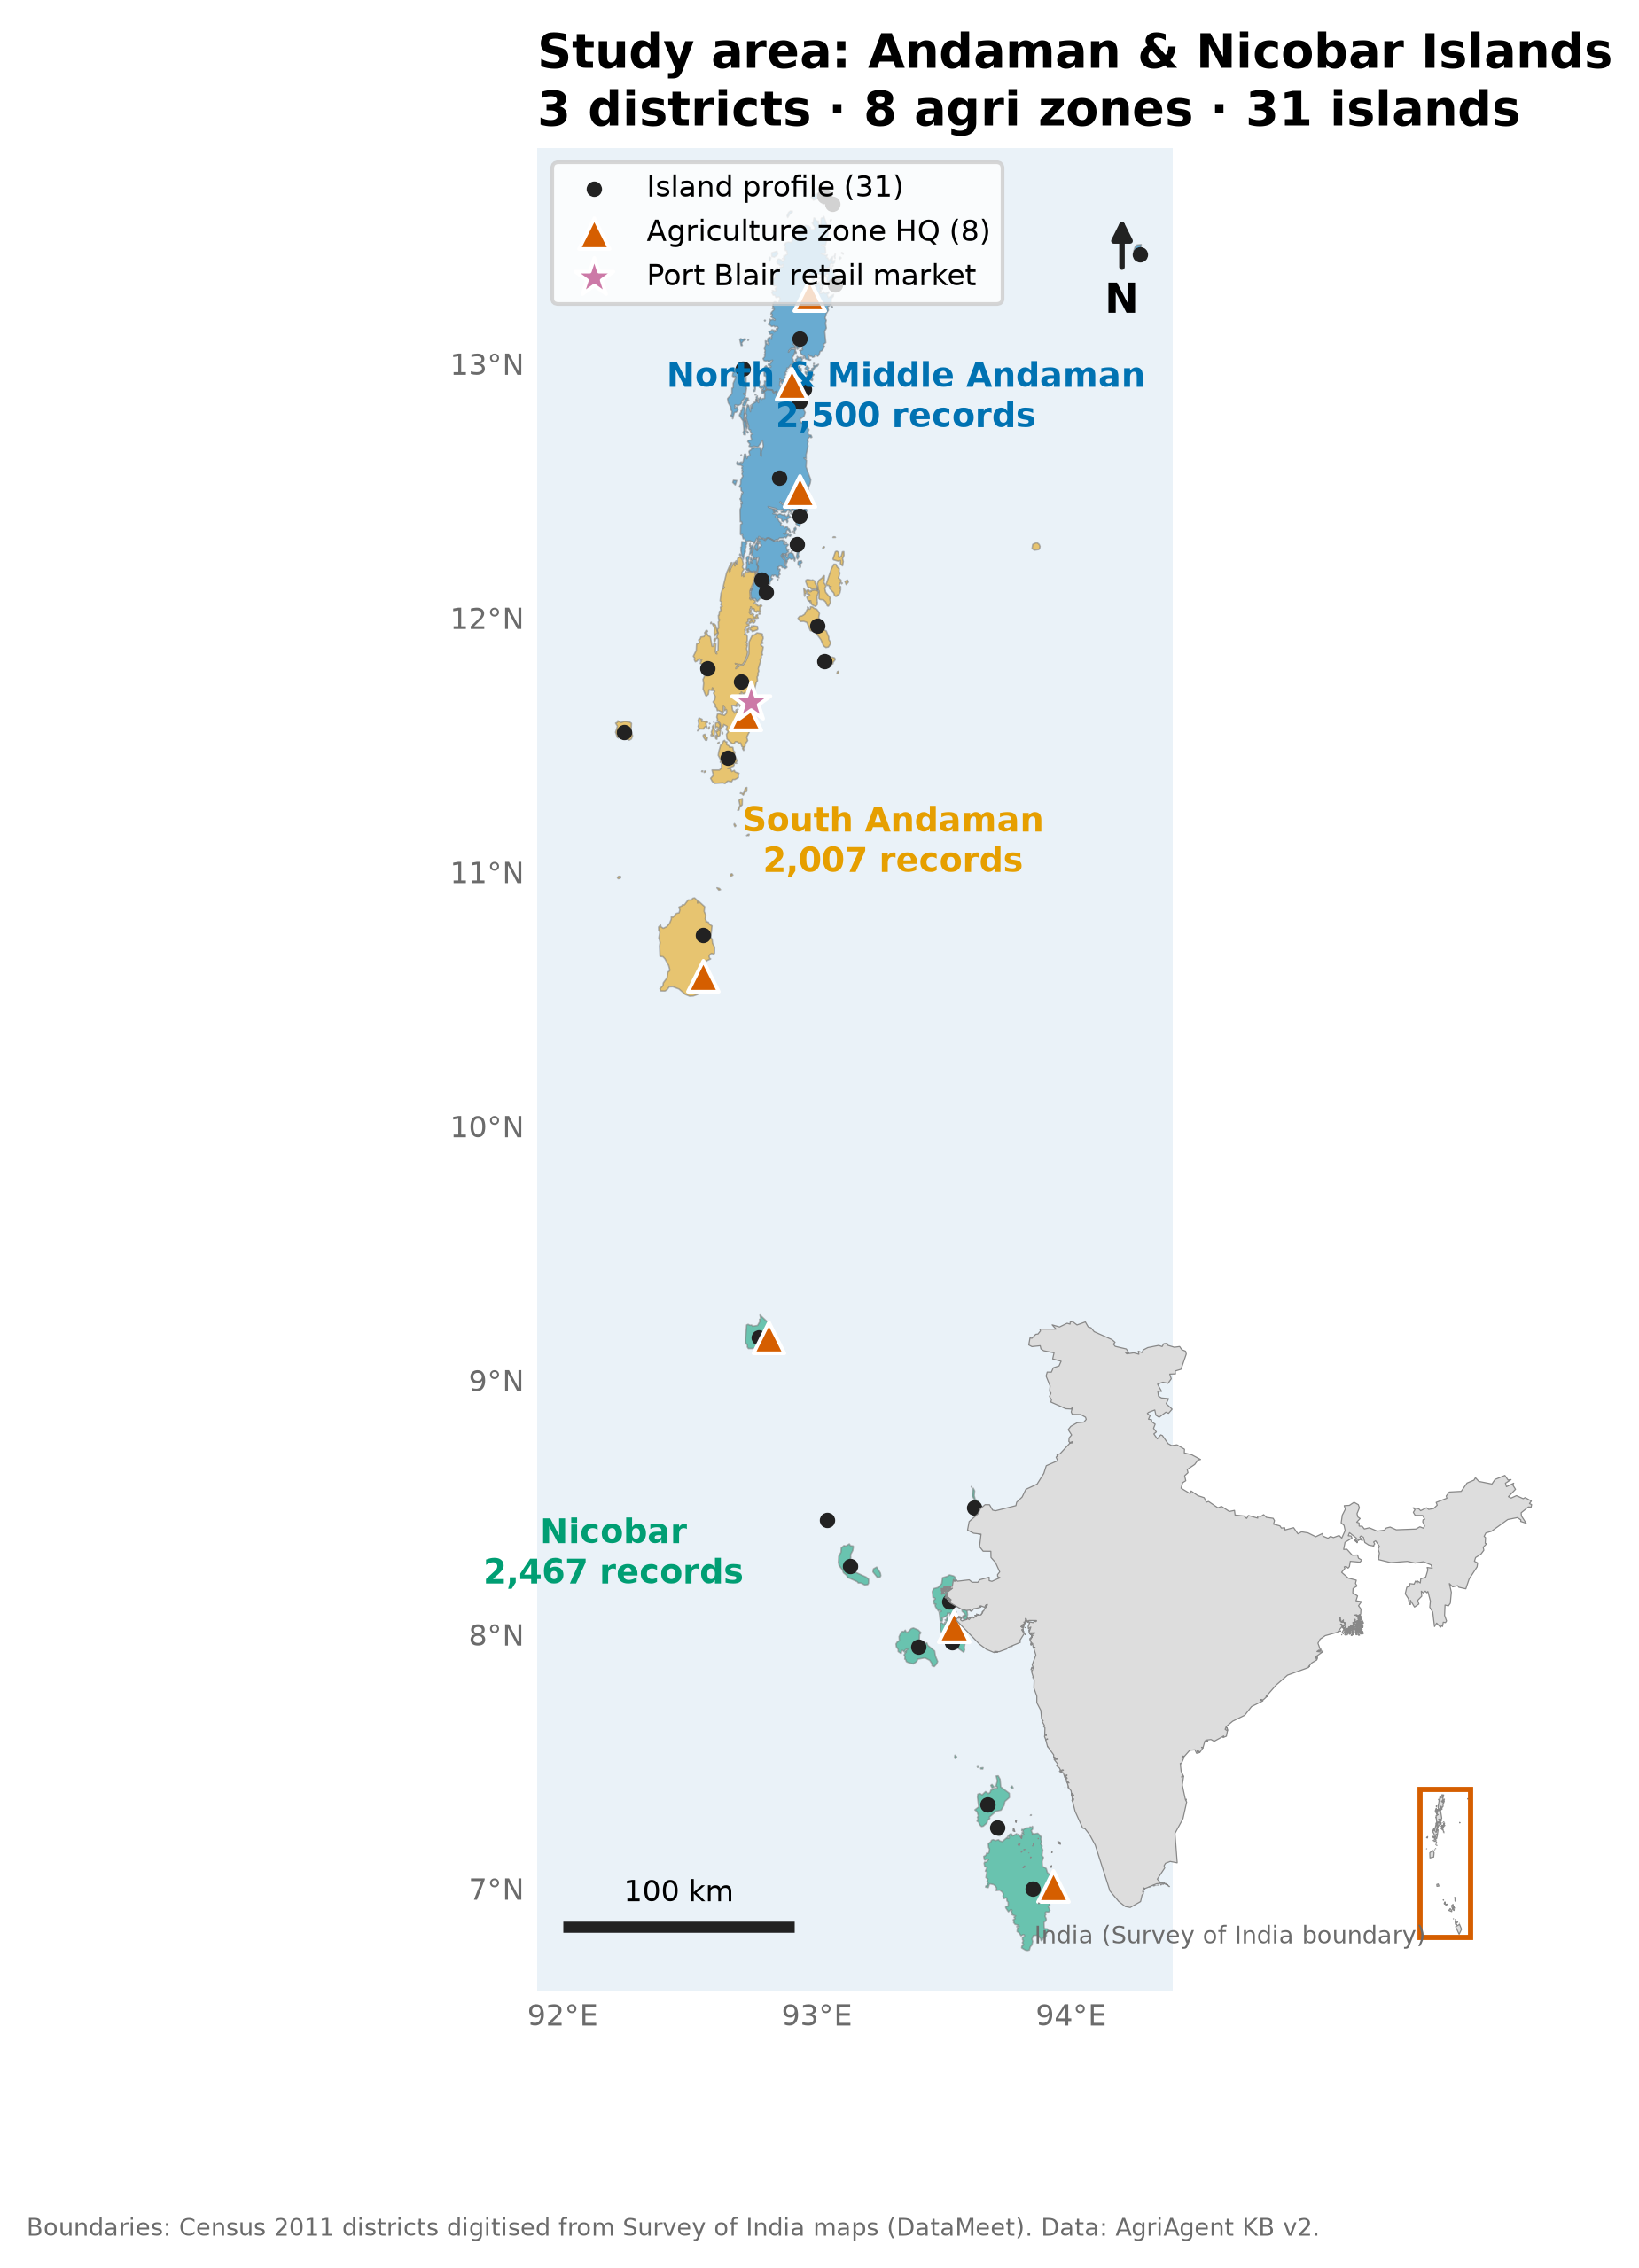 Study area: Andaman & Nicobar Islands
3 districts · 8 agri zones · 31 islands
Island profile (31)
Agriculture zone HQ (8)
Port Blair retail market
N
13°N
North & Middle Andaman
2,500 records
12°N
South Andaman
2,007 records
11°N
10°N
9°N
Nicobar
2,467 records
8°N
7°N
100 km
India (Survey of India boundary)
92°E
93°E
94°E
Boundaries: Census 2011 districts digitised from Survey of India maps (DataMeet). Data: AgriAgent KB v2.